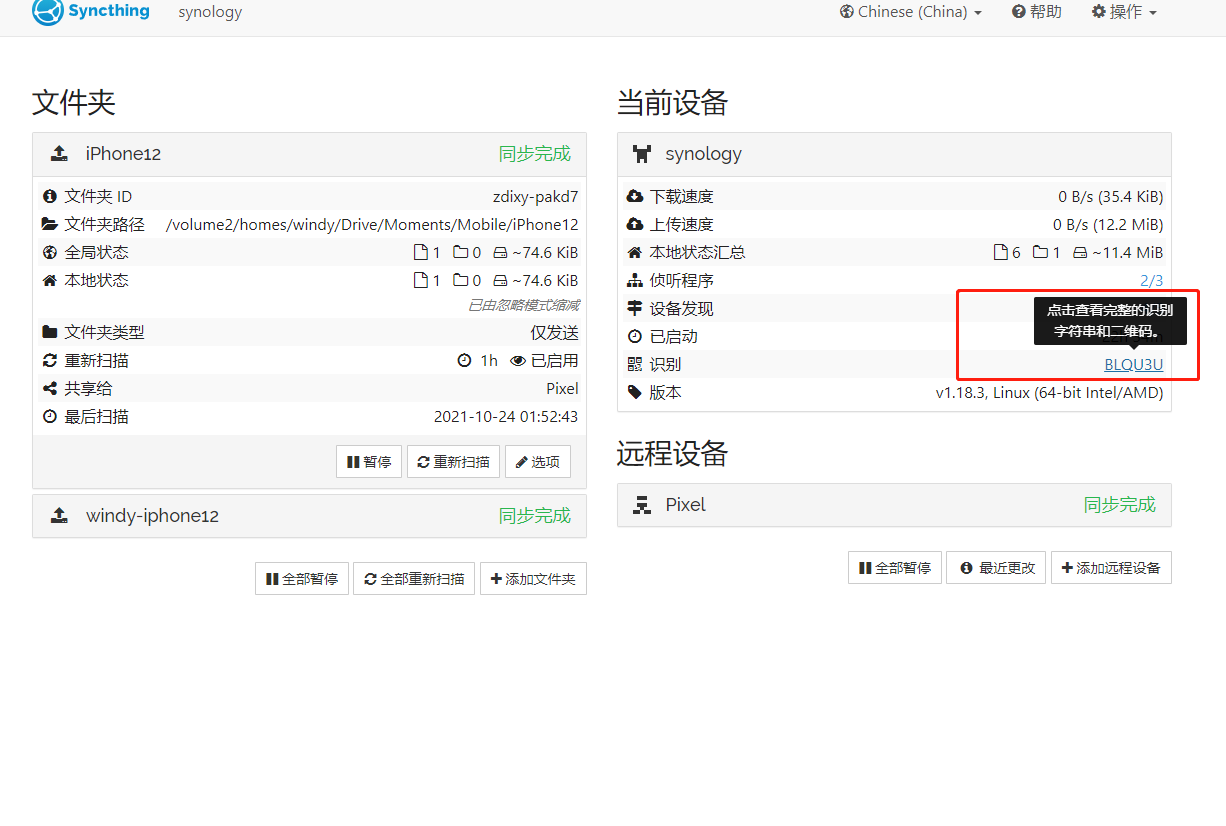 Syncthing synology Chinese (China) 帮助 操作
文件夹
iPhone12 同步完成
文件夹 ID zdixy-pakd7
文件夹路径 /volume2/homes/windy/Drive/Moments/Mobile/iPhone12
全局状态 1 0 ~74.6 KiB
本地状态 1 0 ~74.6 KiB
已由忽略模式缩减
文件夹类型 仅发送
重新扫描 1h 已启用
共享给 Pixel
最后扫描 2021-10-24 01:52:43
暂停 重新扫描 选项
windy-iphone12 同步完成
全部暂停 全部重新扫描 添加文件夹
当前设备
synology
下载速度 0 B/s (35.4 KiB)
上传速度 0 B/s (12.2 MiB)
本地状态汇总 6 1 ~11.4 MiB
侦听程序 2/3
设备发现
点击查看完整的识别
字符串和二维码。
已启动
识别 BLQU3U
版本 v1.18.3, Linux (64-bit Intel/AMD)
远程设备
Pixel 同步完成
全部暂停 最近更改 添加远程设备